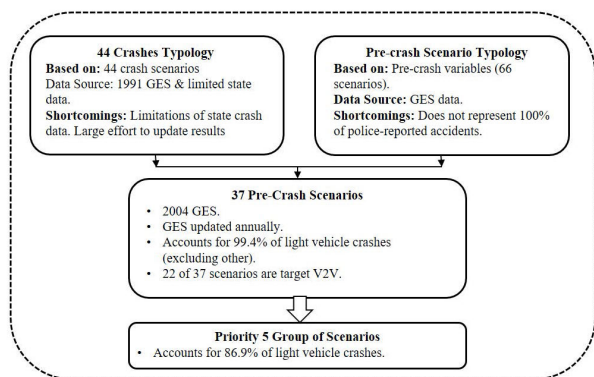 44 Crashes Typology
Based on: 44 crash scenarios
Data Source: 1991 GES & limited state
data.
Shortcomings: Limitations of state crash
data. Large effort to update results
Pre-crash Scenario Typology
Based on: Pre-crash variables (66
scenarios).
Data Source: GES data.
Shortcomings: Does not represent 100%
of police-reported accidents.
37 Pre-Crash Scenarios
• 2004 GES.
• GES updated annually.
• Accounts for 99.4% of light vehicle crashes
(excluding other).
• 22 of 37 scenarios are target V2V.
Priority 5 Group of Scenarios
• Accounts for 86.9% of light vehicle crashes.